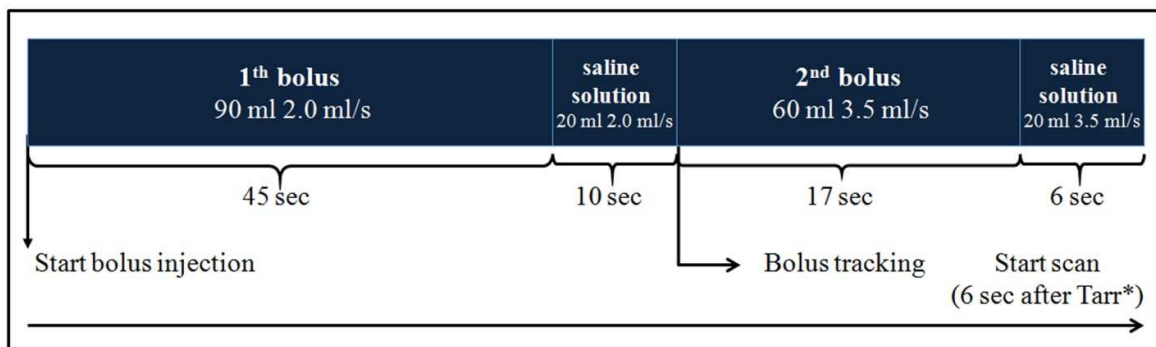 1th bolus
90 ml 2.0 ml/s
saline
solution
20 ml 2.0 ml/s
2nd bolus
60 ml 3.5 ml/s
saline
solution
20 ml 3.5 ml/s
45 sec
10 sec
17 sec
6 sec
Start bolus injection
Bolus tracking
Start scan
(6 sec after Tarr*)